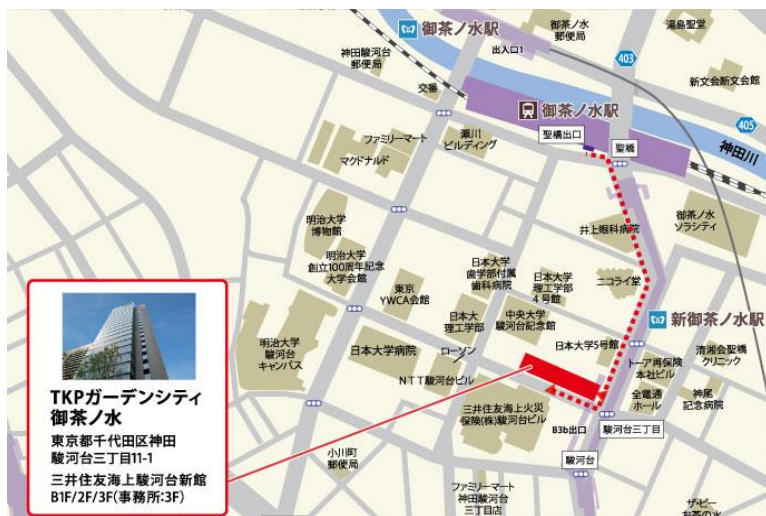 御茶ノ水駅
御茶ノ水
郵便局
湯島聖堂
出入口1
神田駿河台
郵便局
403
新文会断文会館
交番
御茶ノ水駅
405
神田川
ファミリーマート
瀬川
ビルディング
聖橋出口
聖橋
マクドナルド
明治大学
博物館
井上眼科病院
御茶ノ水
ソラシティ
明治大学
創立100周年記念
大学会館
日本大学
歯学部付属
歯科病院
日本大学
理工学部
4号館
ニコライ堂
東京
YWCA会館
日本大
理工学部
中央大学
駿河台記念館
新御茶ノ水駅
明治大学
駿河台
キャンパス
日本大学病院
ローソン
日本大学5号館
トーア再保険
本社ビル
清湘会聖橋
クリニック
NTT駿河台ビル
全電通
ホール
神尾
記念病院
三井住友海上火災
保険(株)駿河台ビル
B3b出口
駿河台三丁目
小川町
郵便局
駿河台
ファミリーマート
神田駿河台
三丁目店
ザ・ビー
お茶の水
TKPガーデンシティ
御茶ノ水
東京都千代田区神田
駿河台三丁目11-1
三井住友海上駿河台新館
B1F/2F/3F(事務所:3F)